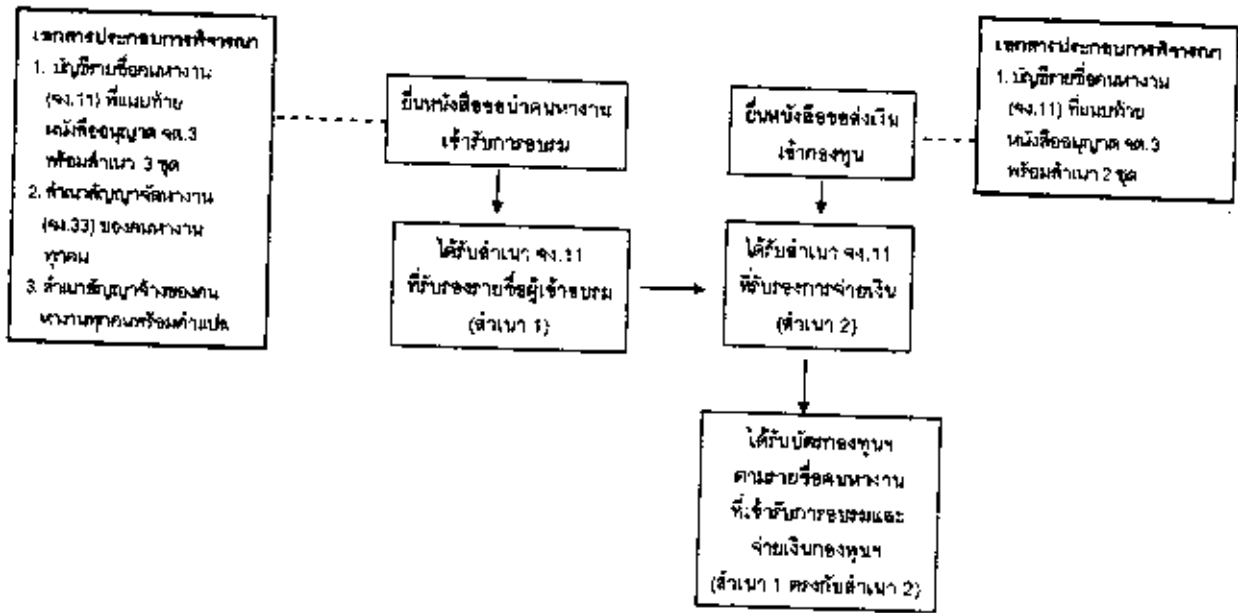 เอกสารประกอบการพิจารณา
1. บัญชีรายชื่อคนหางาน
(จง.11) ที่แนบท้าย
หนังสืออนุญาต จต.3
พร้อมสำเนา 3 ชุด
2. สำเนาสัญญาจัดหางาน
(จง.33) ของคนหางาน
ทุกคน
3. สำเนาสัญญาจ้างของคน
หางานทุกคนพร้อมคำแปล
ยื่นหนังสือขอนำคนหางาน
เข้ารับการอบรม
ได้รับสำเนา จง.11
ที่รับรองรายชื่อผู้เข้าอบรม
(สำเนา 1)
ยื่นหนังสือขอส่งเงิน
เข้ากองทุน
ได้รับสำเนา จง.11
ที่รับรองการจ่ายเงิน
(สำเนา 2)
เอกสารประกอบการพิจารณา
1. บัญชีรายชื่อคนหางาน
(จง.11) ที่แนบท้าย
หนังสืออนุญาต จต.3
พร้อมสำเนา 2 ชุด
ได้รับบัตรกองทุนฯ
ตามรายชื่อคนหางาน
ที่เข้ารับการอบรมและ
จ่ายเงินกองทุนฯ
(สำเนา 1 ตรงกับสำเนา 2)